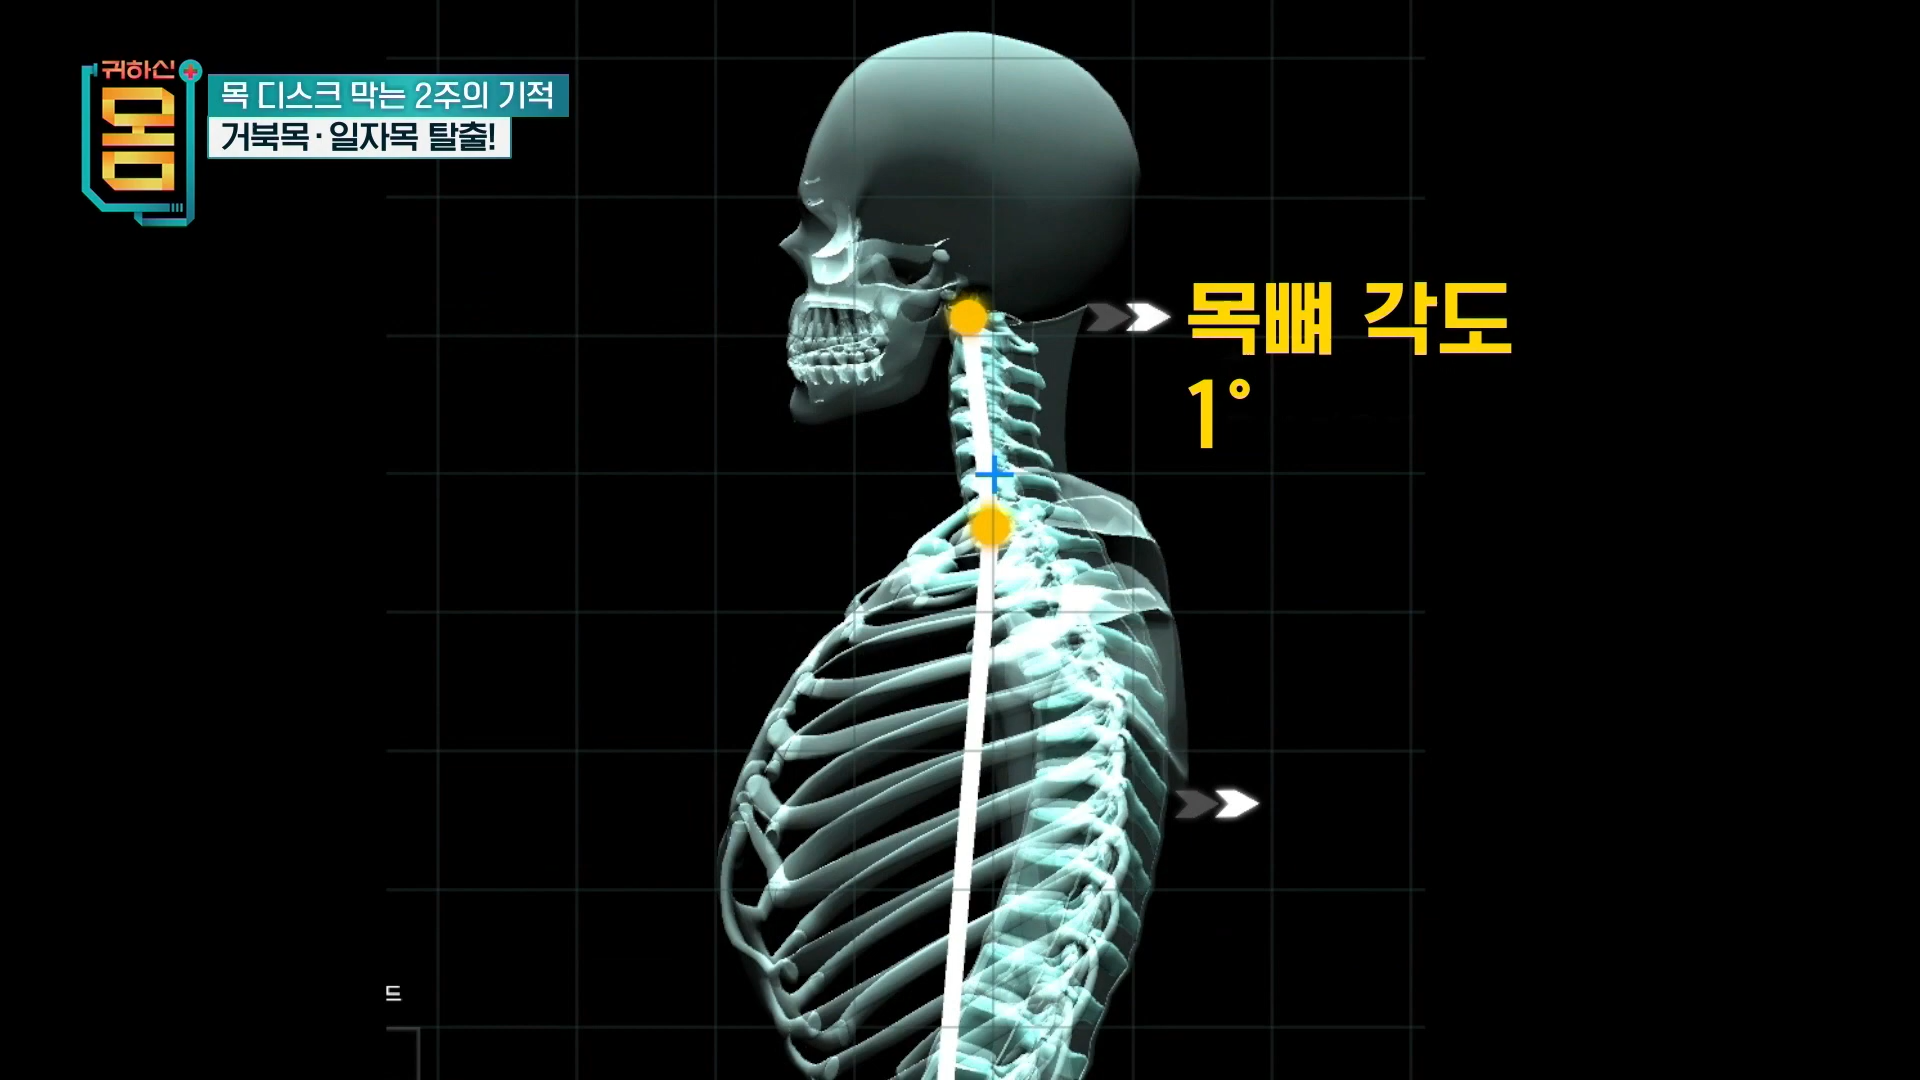 귀하신
몸
목 디스크 막는 2주의 기적
거북목·일자목 탈출!
목뼈 각도
1°
드